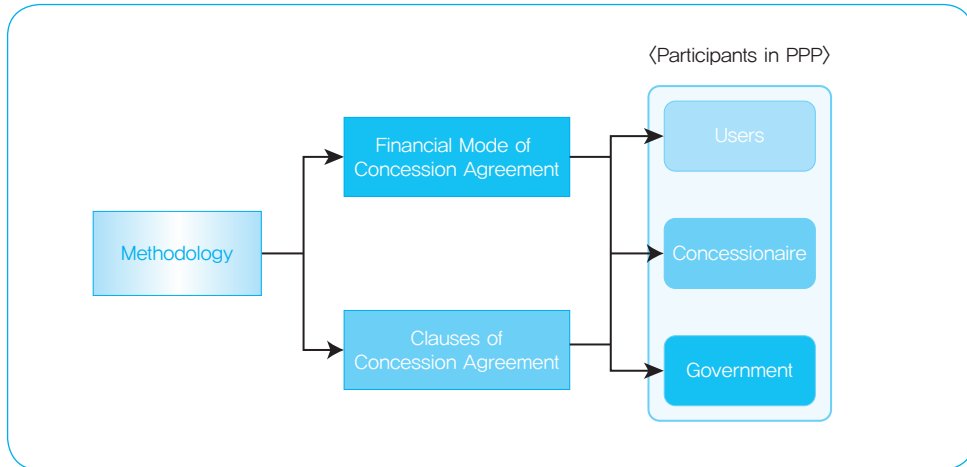 〈Participants in PPP〉
Users
Financial Mode of
Concession Agreement
Methodology
Concessionaire
Clauses of
Concession Agreement
Government